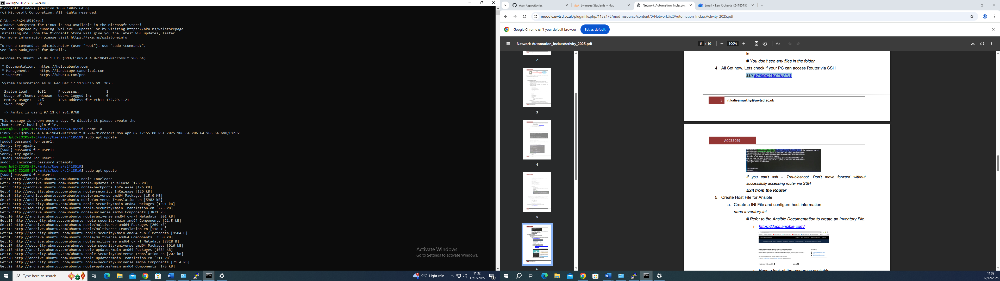 user1@SC-IQ205-17: ~/2418519
Microsoft Windows [Version 10.0.19045.6456]
(c) Microsoft Corporation. All rights reserved.
C:\Users\s2418519>wsl
Windows Subsystem for Linux is now available in the Microsoft Store!
You can upgrade by running 'wsl.exe --update' or by visiting https://aka.ms/wslstorepage
Installing WSL from the Microsoft Store will give you the latest WSL updates, faster.
For more information please visit https://aka.ms/wslstoreinfo
To run a command as administrator (user "root"), use "sudo <command>".
See "man sudo_root" for details.
Welcome to Ubuntu 24.04.1 LTS (GNU/Linux 4.4.0-19041-Microsoft x86_64)
* Documentation:  https://help.ubuntu.com
* Management:     https://landscape.canonical.com
* Support:        https://ubuntu.com/pro
System information as of Wed Dec 17 11:08:16 GMT 2025
System load:    0.52      Processes:             8
Usage of /home: unknown   Users logged in:       0
Memory usage:   21%       IPv4 address for eth1: 172.29.1.21
Swap usage:     0%
=> /mnt/c is using 97.1% of 951.87GB
This message is shown once a day. To disable it please create the
/home/user1/.hushlogin file.
user1@SC-IQ205-17:/mnt/c/Users/s2418519$ uname -a
Linux SC-IQ205-17 4.4.0-19041-Microsoft #5794-Microsoft Mon Apr 07 17:55:00 PST 2025 x86_64 x86_64 x86_64 GNU/Linux
user1@SC-IQ205-17:/mnt/c/Users/s2418519$ sudo apt update
[sudo] password for user1:
Sorry, try again.
[sudo] password for user1:
Sorry, try again.
[sudo] password for user1:
sudo: 3 incorrect password attempts
user1@SC-IQ205-17:/mnt/c/Users/s2418519$
user1@SC-IQ205-17:/mnt/c/Users/s2418519$ sudo apt update
[sudo] password for user1:
Hit:1 http://archive.ubuntu.com/ubuntu noble InRelease
Get:2 http://archive.ubuntu.com/ubuntu noble-updates InRelease [126 kB]
Get:3 http://archive.ubuntu.com/ubuntu noble-backports InRelease [126 kB]
Get:4 http://security.ubuntu.com/ubuntu noble-security InRelease [126 kB]
Get:5 http://archive.ubuntu.com/ubuntu noble/universe amd64 Packages [15.0 MB]
Get:6 http://archive.ubuntu.com/ubuntu noble/universe Translation-en [5982 kB]
Get:7 http://security.ubuntu.com/ubuntu noble-security/main amd64 Packages [1391 kB]
Get:8 http://security.ubuntu.com/ubuntu noble-security/main Translation-en [225 kB]
Get:9 http://archive.ubuntu.com/ubuntu noble/universe amd64 Components [3871 kB]
Get:10 http://archive.ubuntu.com/ubuntu noble/universe amd64 c-n-f Metadata [301 kB]
Get:11 http://security.ubuntu.com/ubuntu noble-security/main amd64 Components [21.5 kB]
Get:12 http://archive.ubuntu.com/ubuntu noble/multiverse amd64 Packages [269 kB]
Get:13 http://archive.ubuntu.com/ubuntu noble/multiverse Translation-en [118 kB]
Get:14 http://security.ubuntu.com/ubuntu noble-security/main amd64 c-n-f Metadata [9504 B]
Get:15 http://archive.ubuntu.com/ubuntu noble/multiverse amd64 Components [35.0 kB]
Get:16 http://archive.ubuntu.com/ubuntu noble/multiverse amd64 c-n-f Metadata [8328 B]
Get:17 http://security.ubuntu.com/ubuntu noble-security/universe amd64 Packages [916 kB]
Get:18 http://archive.ubuntu.com/ubuntu noble-updates/main amd64 Packages [1684 kB]
Get:19 http://security.ubuntu.com/ubuntu noble-security/universe Translation-en [207 kB]
Get:20 http://archive.ubuntu.com/ubuntu noble-updates/main Translation-en [311 kB]
Get:21 http://security.ubuntu.com/ubuntu noble-security/universe amd64 Components [71.4 kB]
Get:22 http://archive.ubuntu.com/ubuntu noble-updates/main amd64 Components [175 kB]
Activate Windows
Go to Settings to activate Windows.
Type here to search
9°C Light rain
11:32
17/12/2025
3
Your Repositories
Swansea Students » Hub
Network Automation_InclassAc
Email - Leo Richards (2418519)
moodle.uwtsd.ac.uk/pluginfile.php/1132476/mod_resource/content/0/Network%20Automation_InclassActivity_2025.pdf
Google Chrome isn't your default browser
Set as default
Network Automation_InclassActivity_2025.pdf
6 / 10
100%
2
3
4
5
6
ls
# You don't see any files in the folder
4. All Set now. Lets check if your PC can access Router via SSH
ssh admin@192.168.1.1
5 n.kaliyamurthy@uwtsd.ac.uk
ACCB5029
If you can't ssh – Troubleshoot. Don't move forward without
successfully accessing router via SSH
Exit from the Router
5. Create Host File for Ansible
a. Create a INI File and configure host information
nano inventory.ini
# Refer to the Ansible Documentation to create an Inventory File.
+ https://docs.ansible.com/
nsible community documentation
+ Have a look at the resources available
11:32
17/12/2025